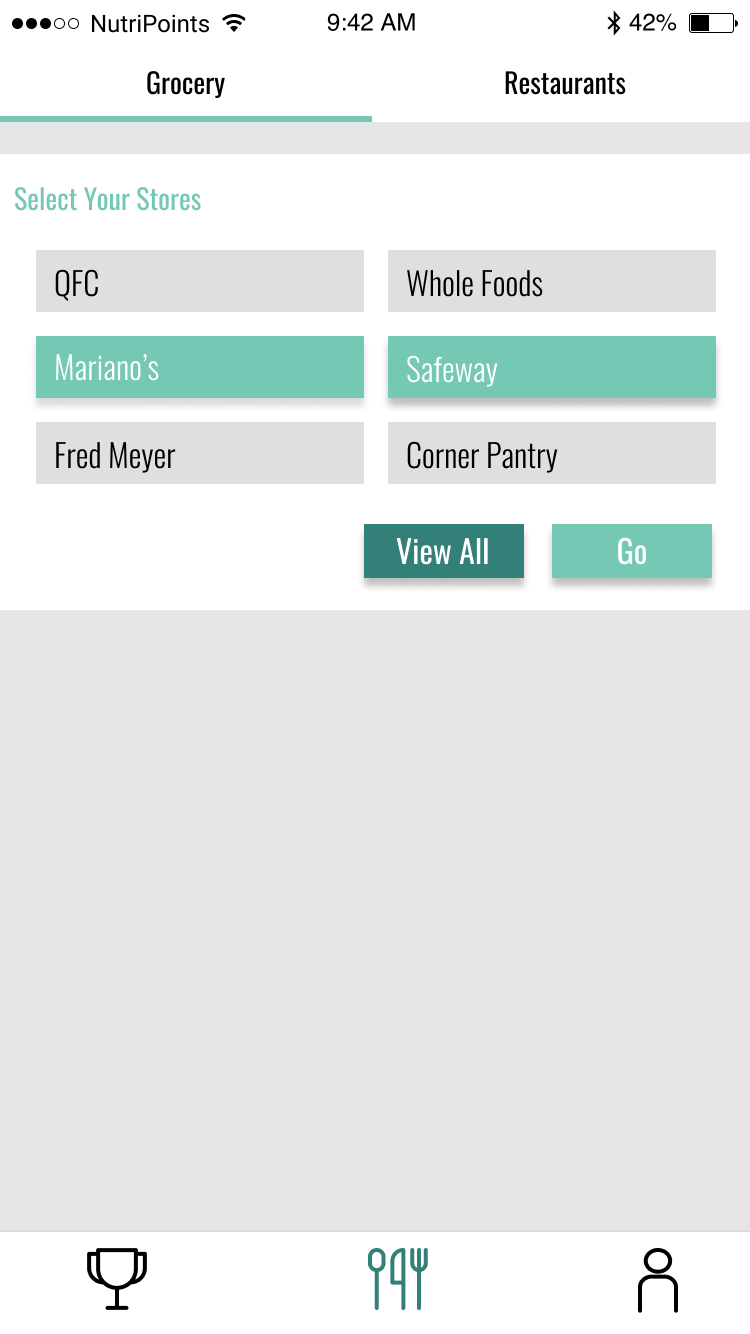 NutriPoints 9:42 AM 42%
Grocery Restaurants
Select Your Stores
QFC Whole Foods
Mariano’s Safeway
Fred Meyer Corner Pantry
View All Go